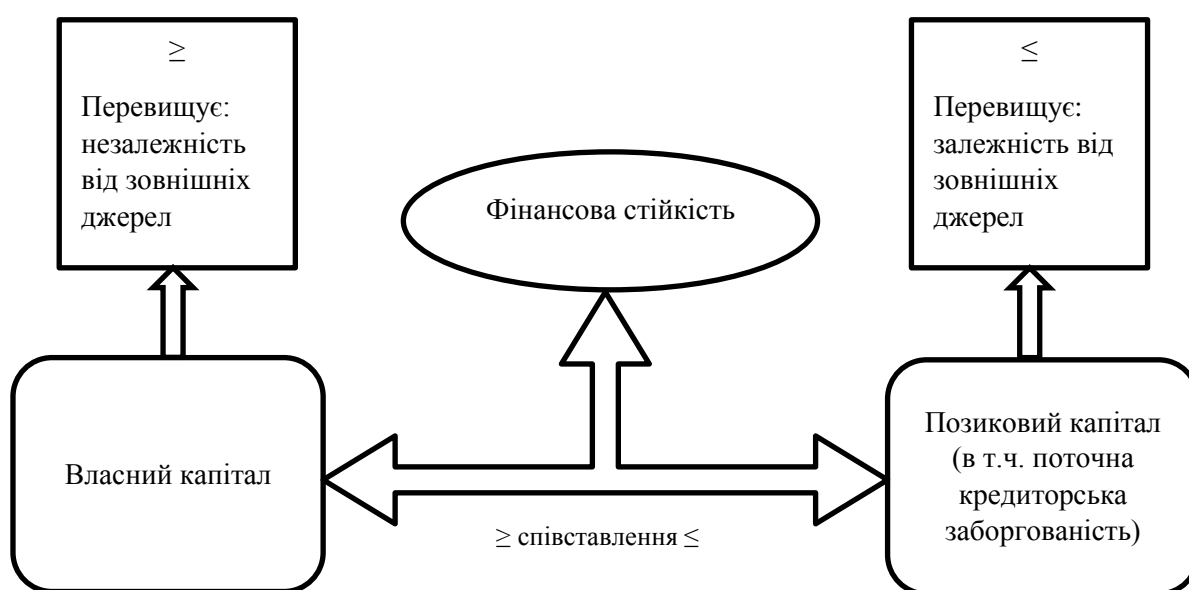 ≥
Перевищує:
незалежність
від зовнішніх
джерел
≤
Перевищує:
залежність від
зовнішніх
джерел
Фінансова стійкість
Власний капітал
Позиковий капітал
(в т.ч. поточна
кредиторська
заборгованість)
≥ співставлення ≤